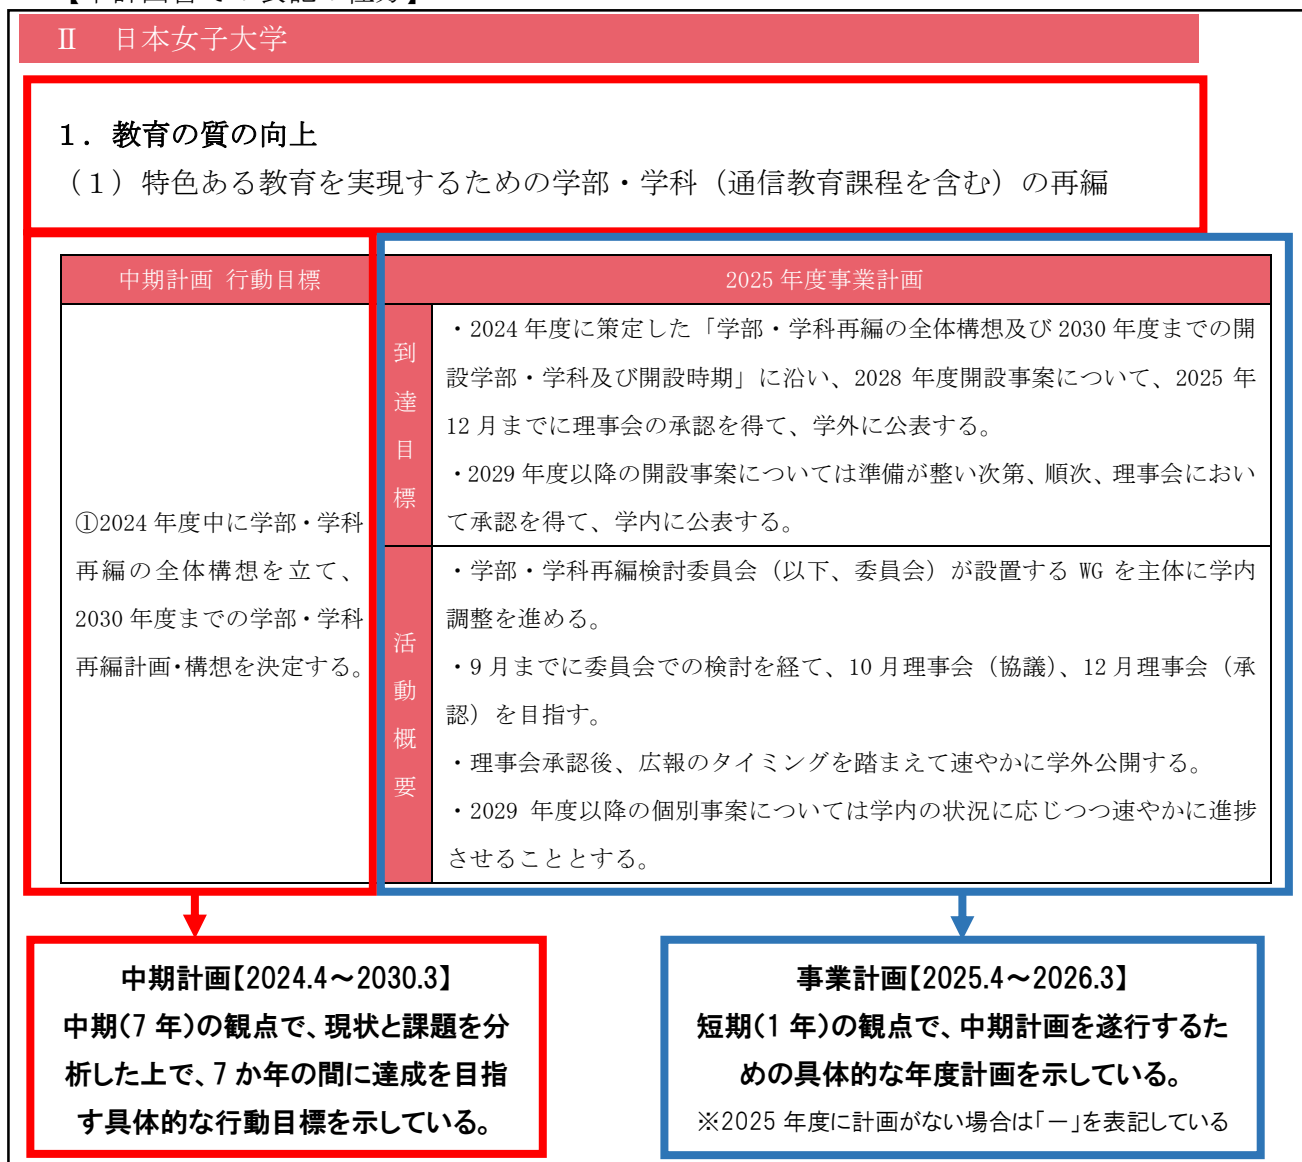 【本計画書での表記の仕方】
Ⅱ 日本女子大学
１．教育の質の向上
（１）特色ある教育を実現するための学部・学科（通信教育課程を含む）の再編
中期計画 行動目標
2025 年度事業計画
①2024 年度中に学部・学科
再編の全体構想を立て、
2030 年度までの学部・学科
再編計画・構想を決定する。
到達目標
・2024 年度に策定した「学部・学科再編の全体構想及び 2030 年度までの開
設学部・学科及び開設時期」に沿い、2028 年度開設事案について、2025 年
12 月までに理事会の承認を得て、学外に公表する。
・2029 年度以降の開設事案については準備が整い次第、順次、理事会におい
て承認を得て、学内に公表する。
活動概要
・学部・学科再編検討委員会（以下、委員会）が設置する WG を主体に学内
調整を進める。
・9 月までに委員会での検討を経て、10 月理事会（協議）、12 月理事会（承
認）を目指す。
・理事会承認後、広報のタイミングを踏まえて速やかに学外公開する。
・2029 年度以降の個別事案については学内の状況に応じつつ速やかに進捗
させることとする。
中期計画【2024.4～2030.3】
中期（7 年）の観点で、現状と課題を分
析した上で、7 か年の間に達成を目指
す具体的な行動目標を示している。
事業計画【2025.4～2026.3】
短期（1 年）の観点で、中期計画を遂行するた
めの具体的な年度計画を示している。
※2025 年度に計画がない場合は「－」を表記している